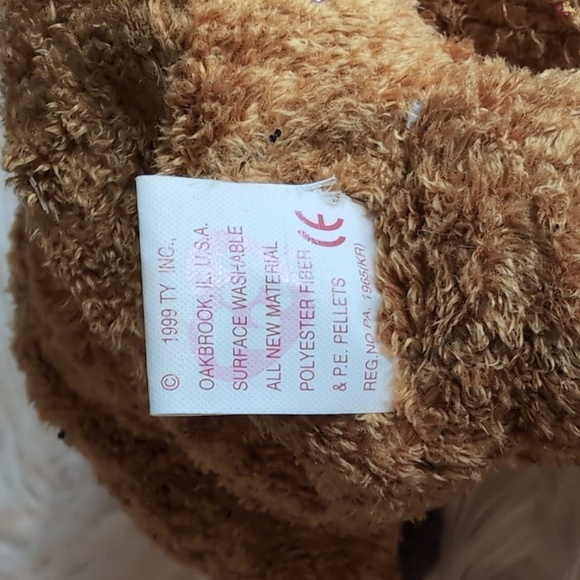 © 1999 TY INC.,
OAKBROOK, IL, U.S.A.
SURFACE WASHABLE
ALL NEW MATERIAL
POLYESTER FIBER CE
& P.E. PELLETS
REG. NO PA. 1965(KR)